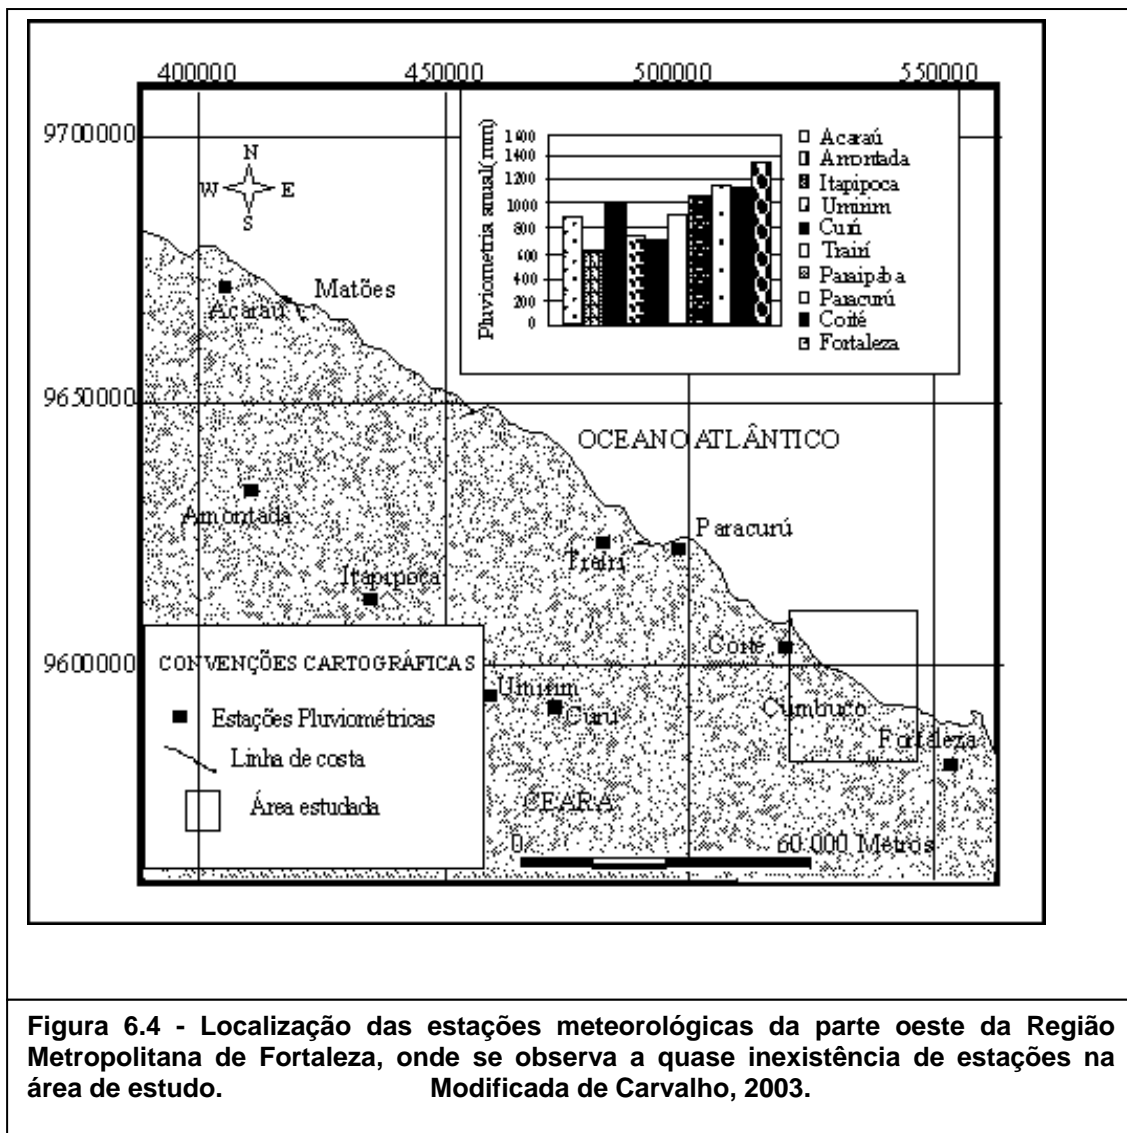 400000 450000 500000 550000
9700000
N
W E
S
Pluviometria anual(mm)
1600
1400
1200
1000
800
600
400
200
0
Acaraú
Amontada
Itapipoca
Umirim
Curú
Trairí
Paraipaba
Paracurú
Coité
Fortaleza
Matões
Acaraú
9650000
OCEANO ATLÂNTICO
Amontada
Paracurú
Trairí
Itapipoca
9600000
Coité
CONVENÇÕES CARTOGRÁFICAS
Estações Pluviométricas
Linha de costa
Área estudada
Umirim
Curú
Cumbuco
Fortaleza
CEARA
0 60.000 Metros
Figura 6.4 - Localização das estações meteorológicas da parte oeste da Região
Metropolitana de Fortaleza, onde se observa a quase inexistência de estações na
área de estudo. Modificada de Carvalho, 2003.